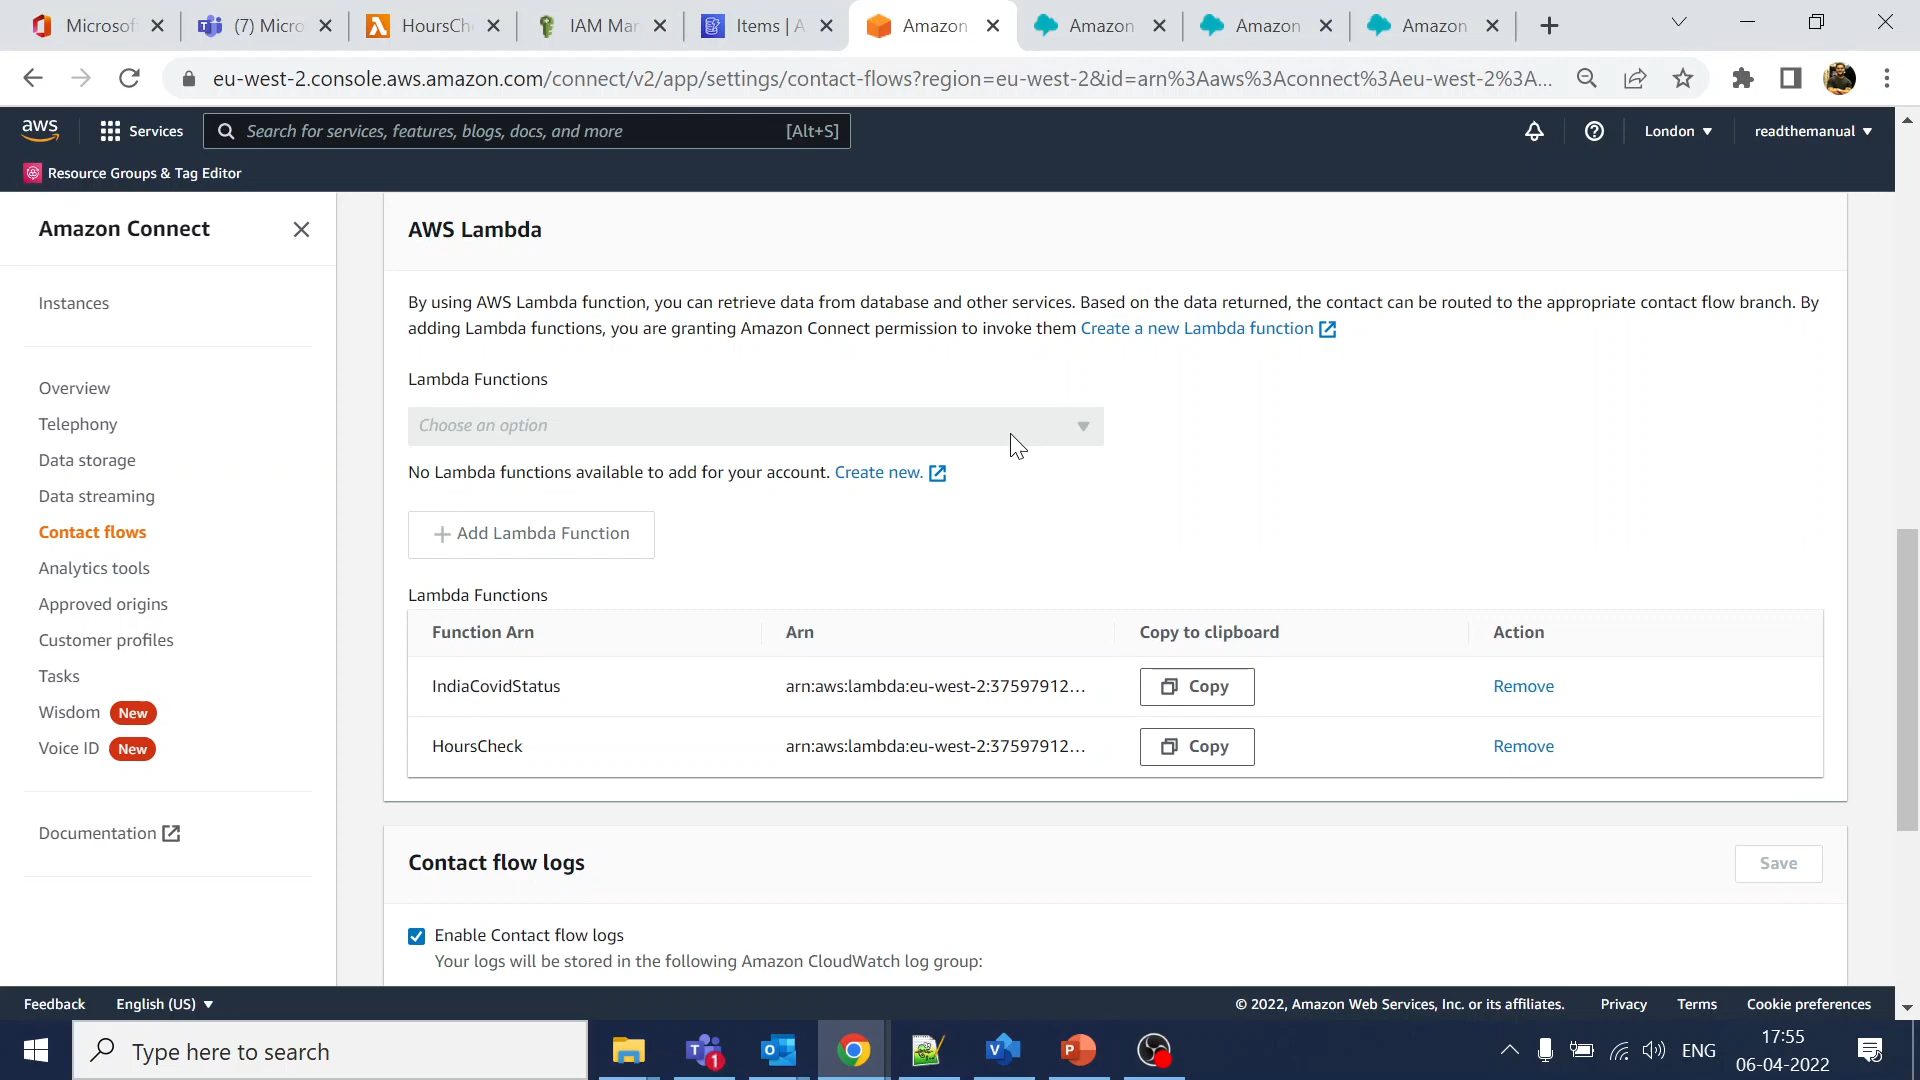 Microsof
(7) Micro
HoursCh
IAM Mar
Items | A
Amazon
Amazon
Amazon
Amazon
eu-west-2.console.aws.amazon.com/connect/v2/app/settings/contact-flows?region=eu-west-2&id=arn%3Aaws%3Aconnect%3Aeu-west-2%3A...
aws
Services
Search for services, features, blogs, docs, and more
[Alt+S]
London
readthemanual
Resource Groups & Tag Editor
Amazon Connect
Instances
Overview
Telephony
Data storage
Data streaming
Contact flows
Analytics tools
Approved origins
Customer profiles
Tasks
Wisdom New
Voice ID New
Documentation
AWS Lambda
By using AWS Lambda function, you can retrieve data from database and other services. Based on the data returned, the contact can be routed to the appropriate contact flow branch. By
adding Lambda functions, you are granting Amazon Connect permission to invoke them Create a new Lambda function
Lambda Functions
Choose an option
No Lambda functions available to add for your account. Create new.
Add Lambda Function
Lambda Functions
Function Arn Arn Copy to clipboard Action
IndiaCovidStatus arn:aws:lambda:eu-west-2:37597912... Copy Remove
HoursCheck arn:aws:lambda:eu-west-2:37597912... Copy Remove
Contact flow logs
Save
Enable Contact flow logs
Your logs will be stored in the following Amazon CloudWatch log group:
Feedback
English (US)
© 2022, Amazon Web Services, Inc. or its affiliates.
Privacy
Terms
Cookie preferences
Type here to search
T
1
O
V
P
ENG
17:55
06-04-2022